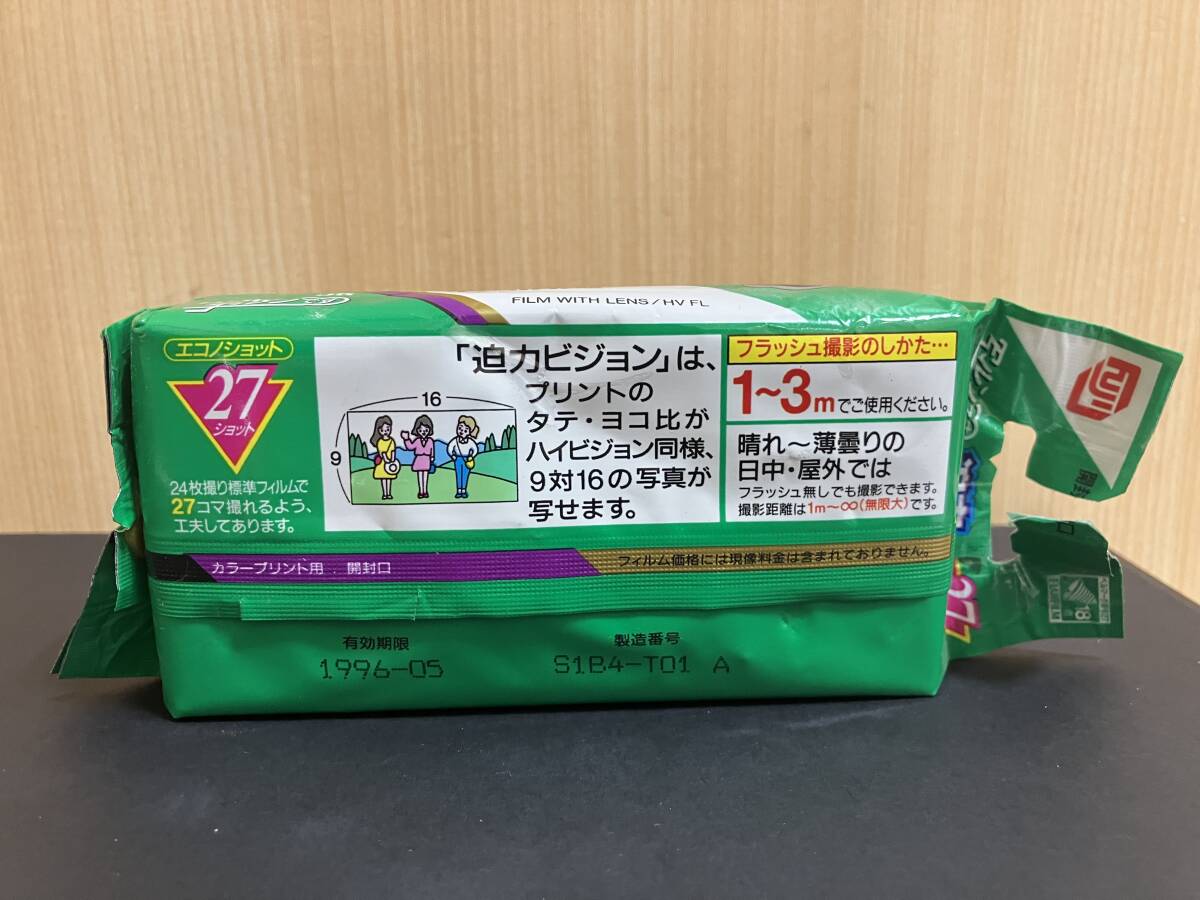 FILM WITH LENS/HV FL
エコノショット
27
ショット
24枚撮り標準フィルムで
27コマ撮れるよう、
工夫してあります。
16
9
「迫力ビジョン」は、
プリントの
タテ・ヨコ比が
ハイビジョン同様、
9対16の写真が
写せます。
フラッシュ撮影のしかた…
1~3mでご使用ください。
晴れ~薄曇りの
日中・屋外では
フラッシュ無しでも撮影できます。
撮影距離は1m~∞(無限大)です。
カラープリント用 . 開封口
フィルム価格には現像料金は含まれておりません。
有効期限
1996-05
製造番号
S1B4-T01 A
FUJI
27
18